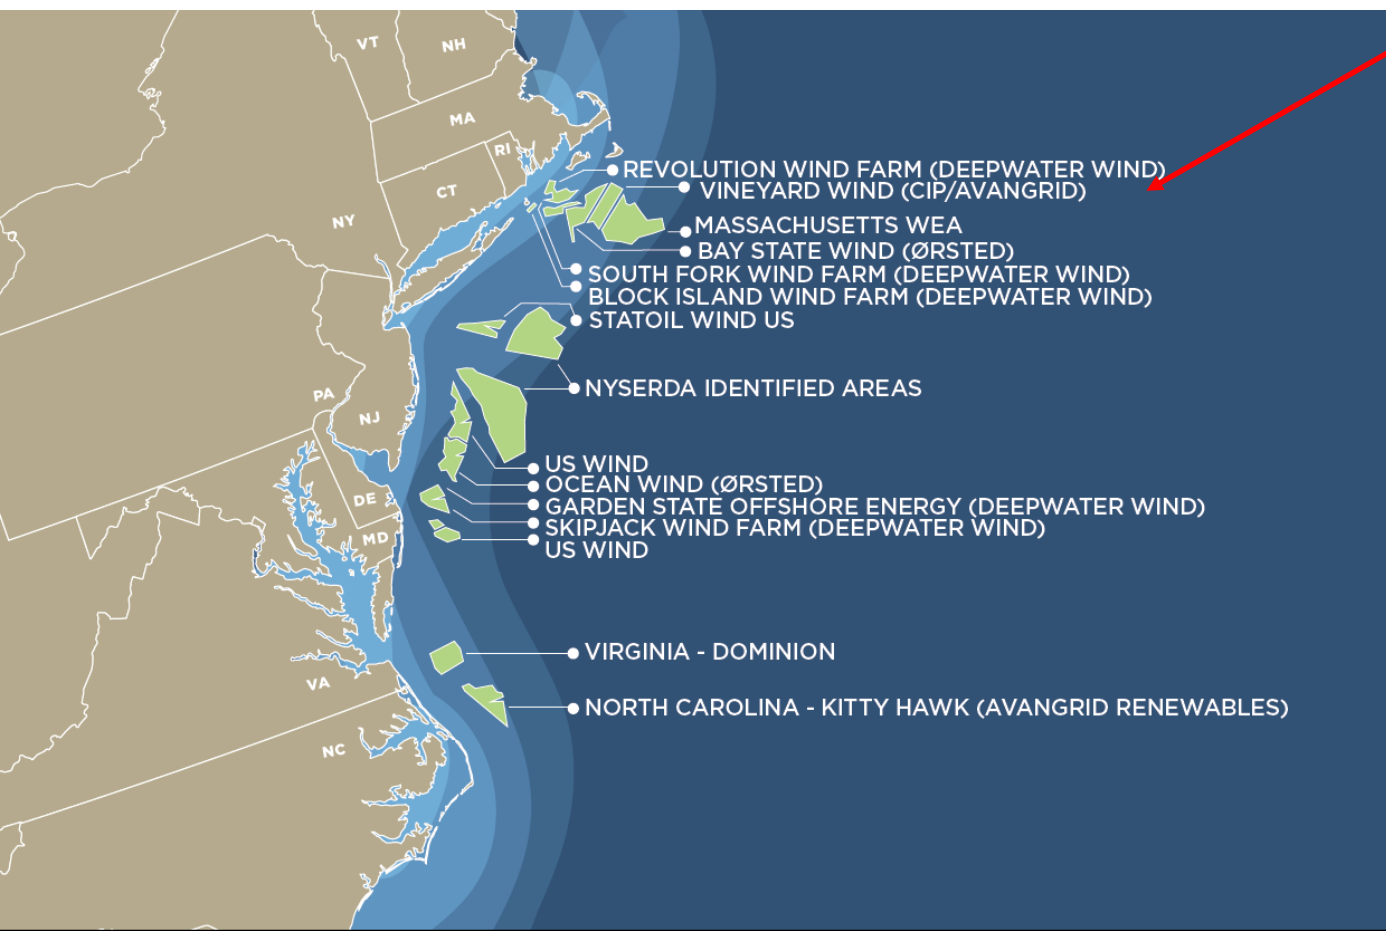 VT
NH
MA
RI
CT
NY
PA
NJ
DE
MD
VA
NC
REVOLUTION WIND FARM (DEEPWATER WIND)
VINEYARD WIND (CIP/AVANGRID)
MASSACHUSETTS WEA
BAY STATE WIND (ØRSTED)
SOUTH FORK WIND FARM (DEEPWATER WIND)
BLOCK ISLAND WIND FARM (DEEPWATER WIND)
STATOIL WIND US
NYSERDA IDENTIFIED AREAS
US WIND
OCEAN WIND (ØRSTED)
GARDEN STATE OFFSHORE ENERGY (DEEPWATER WIND)
SKIPJACK WIND FARM (DEEPWATER WIND)
US WIND
VIRGINIA - DOMINION
NORTH CAROLINA - KITTY HAWK (AVANGRID RENEWABLES)